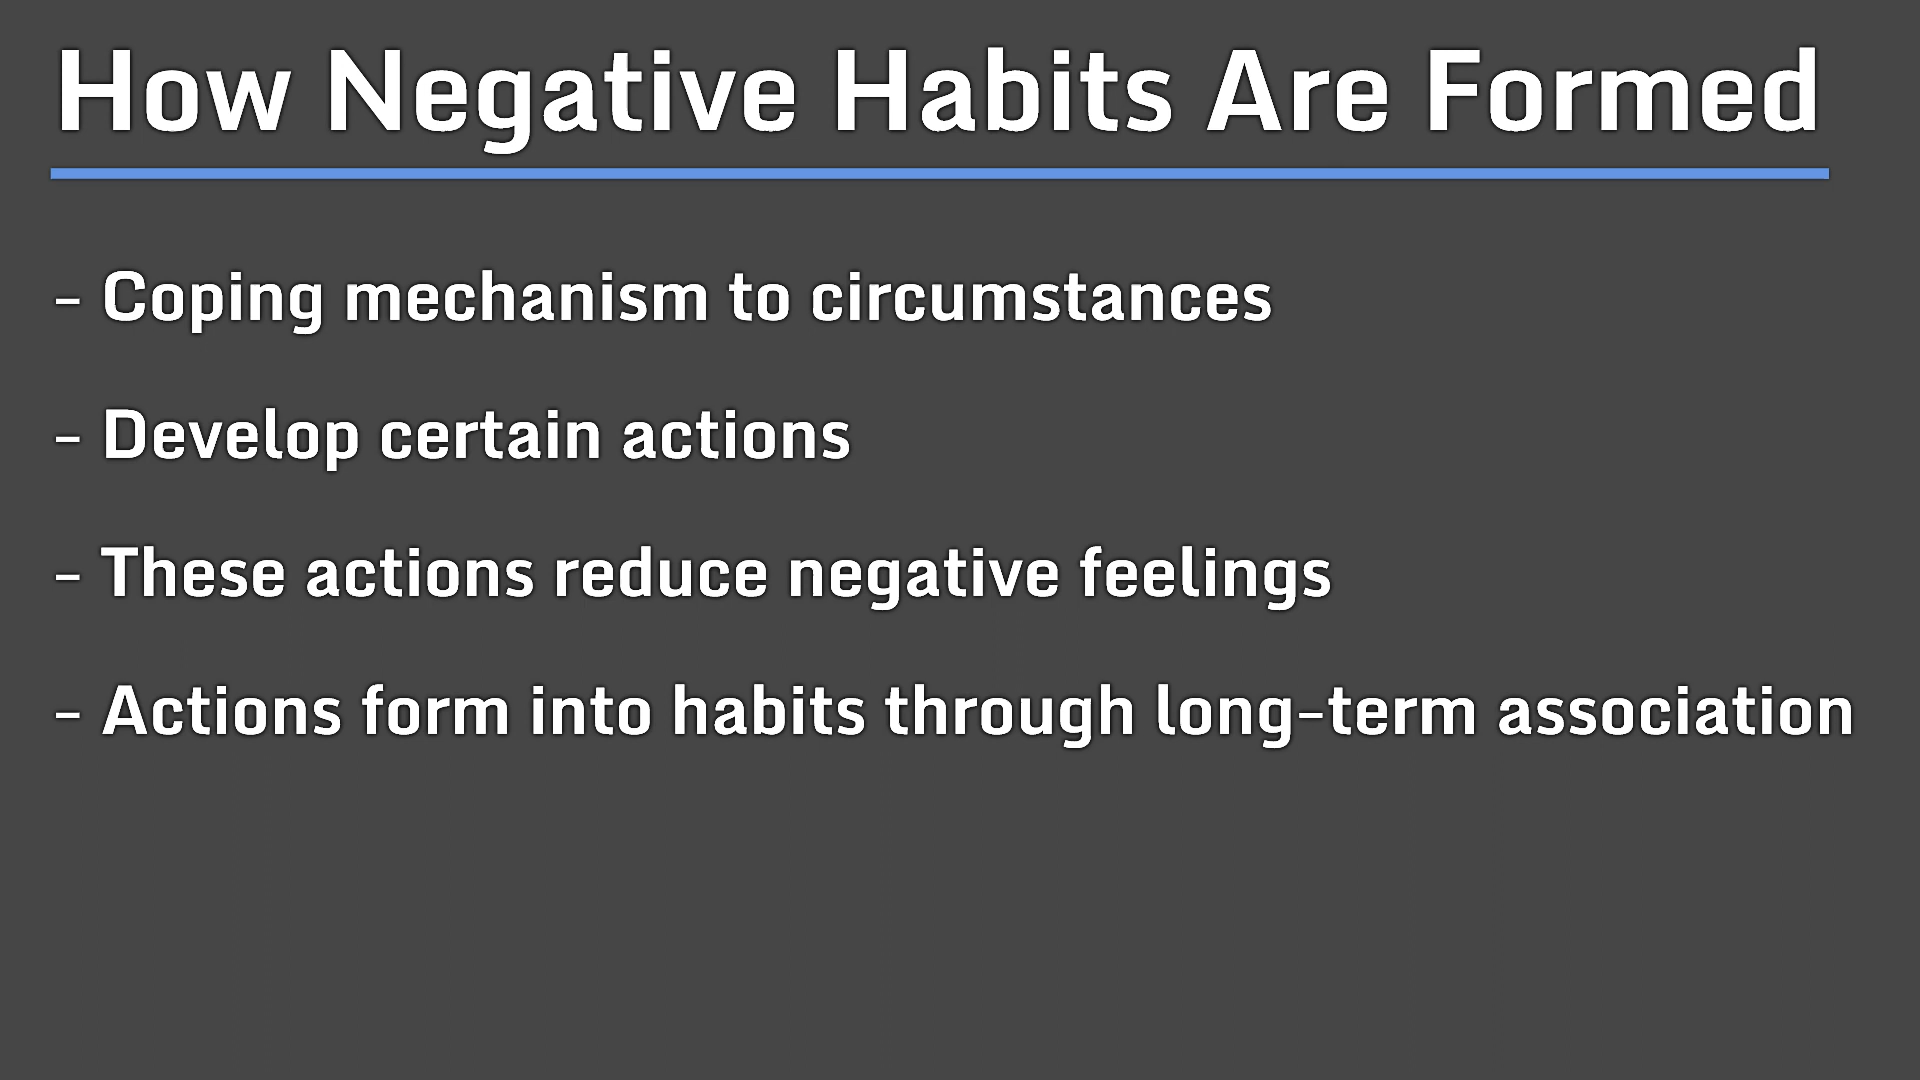 How Negative Habits Are Formed
- Coping mechanism to circumstances
- Develop certain actions
- These actions reduce negative feelings
- Actions form into habits through long-term association